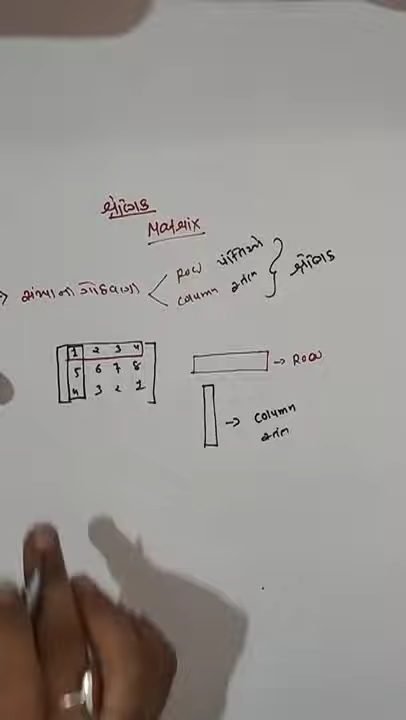 શ્રેણિક
Matrix
→ સંખ્યાની ગોઠવણી < Row પંક્તિઓ } શ્રેણિક
column સ્તંભ
1 2 3 4
5 6 7 8
4 3 2 1
→ Row
→ column
સ્તંભ